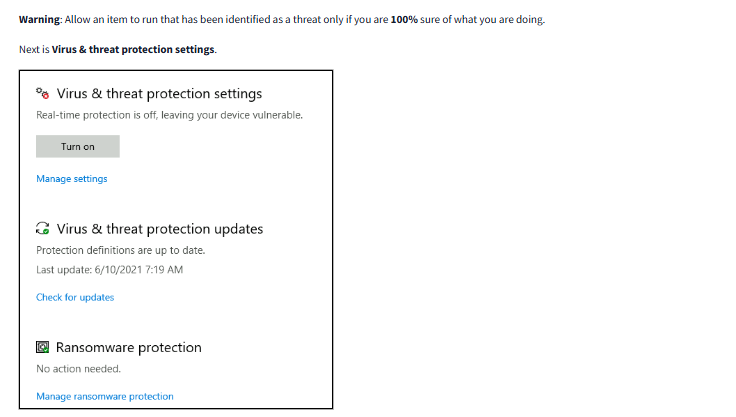 Warning: Allow an item to run that has been identified as a threat only if you are 100% sure of what you are doing.
Next is Virus & threat protection settings.
Virus & threat protection settings
Real-time protection is off, leaving your device vulnerable.
Turn on
Manage settings
Virus & threat protection updates
Protection definitions are up to date.
Last update: 6/10/2021 7:19 AM
Check for updates
Ransomware protection
No action needed.
Manage ransomware protection